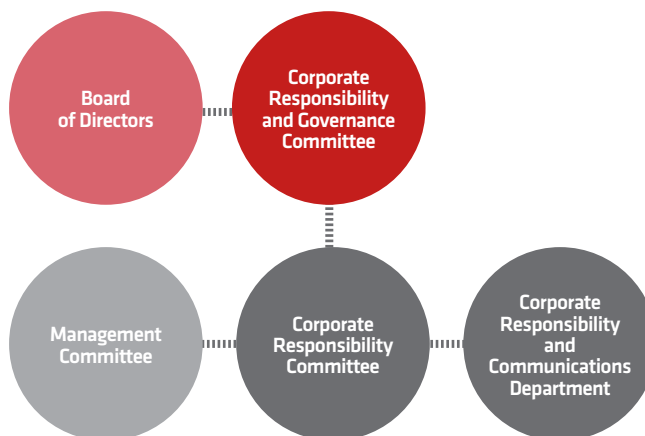 Board
of Directors
Corporate
Responsibility
and Governance
Committee
Management
Committee
Corporate
Responsibility
Committee
Corporate
Responsibility
and
Communications
Department